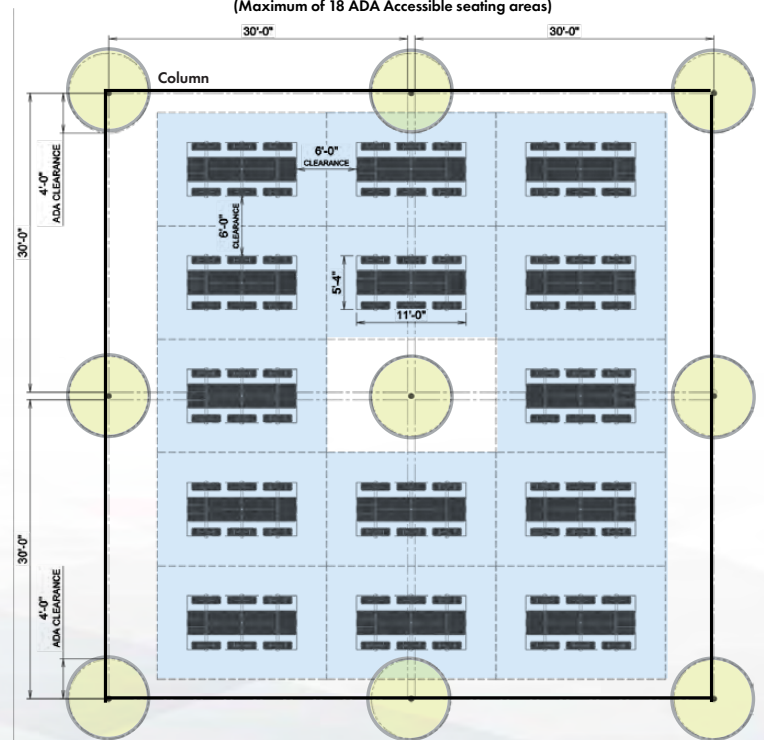 (Maximum of 18 ADA Accessible seating areas)
30'-0"
30'-0"
Column
4'-0"
ADA CLEARANCE
6'-0"
CLEARANCE
6'-0"
CLEARANCE
30'-0"
5'-4"
11'-0"
30'-0"
4'-0"
ADA CLEARANCE